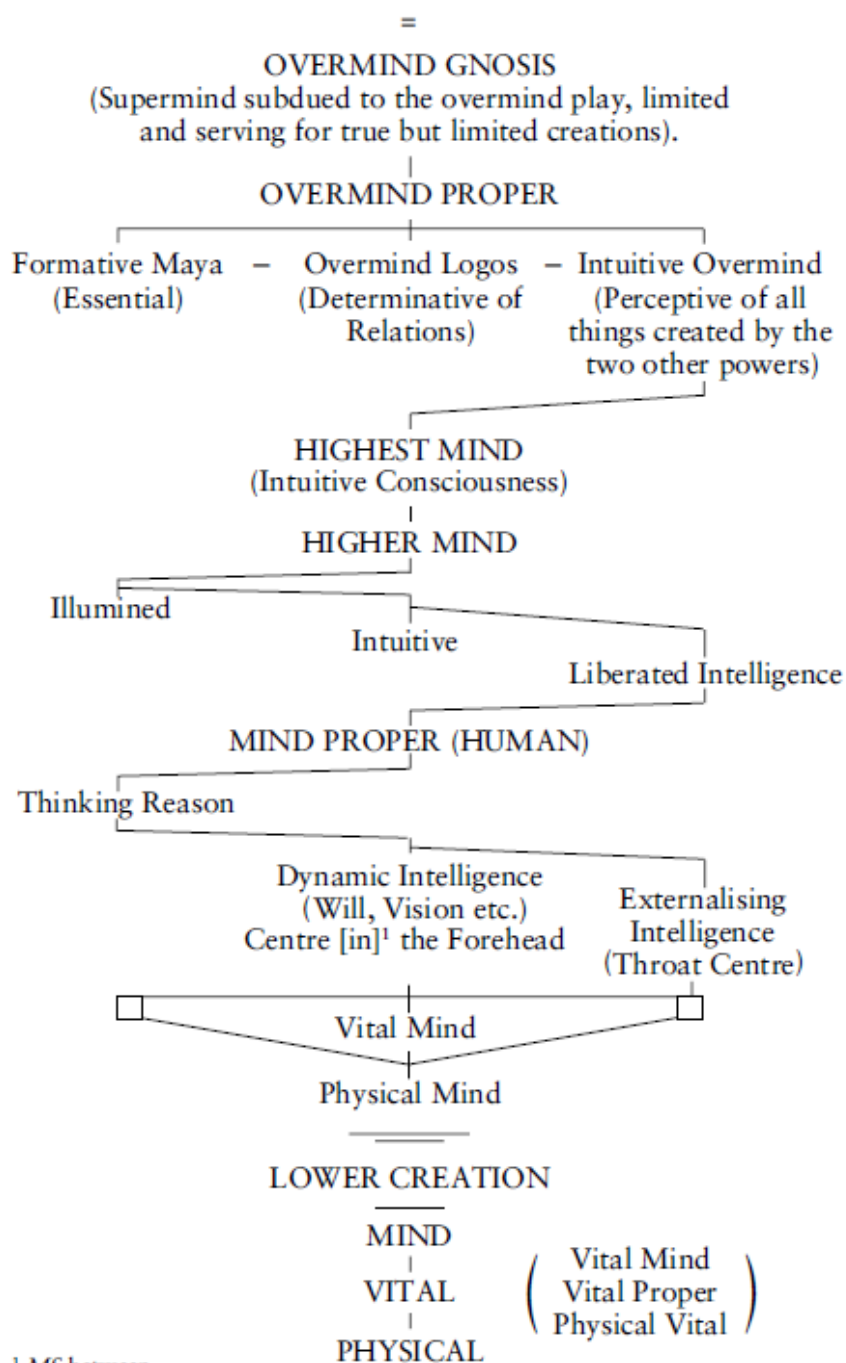 =
OVERMIND GNOSIS
(Supermind subdued to the overmind play, limited
and serving for true but limited creations).
OVERMIND PROPER
Formative Maya – Overmind Logos – Intuitive Overmind
(Essential) (Determinative of (Perceptive of all
Relations) things created by the
two other powers)
HIGHEST MIND
(Intuitive Consciousness)
HIGHER MIND
Illumined
Intuitive
Liberated Intelligence
MIND PROPER (HUMAN)
Thinking Reason
Dynamic Intelligence
(Will, Vision etc.)
Centre [in]¹ the Forehead
Externalising
Intelligence
(Throat Centre)
Vital Mind
Physical Mind
LOWER CREATION
MIND
VITAL
PHYSICAL
(Vital Mind
Vital Proper
Physical Vital)